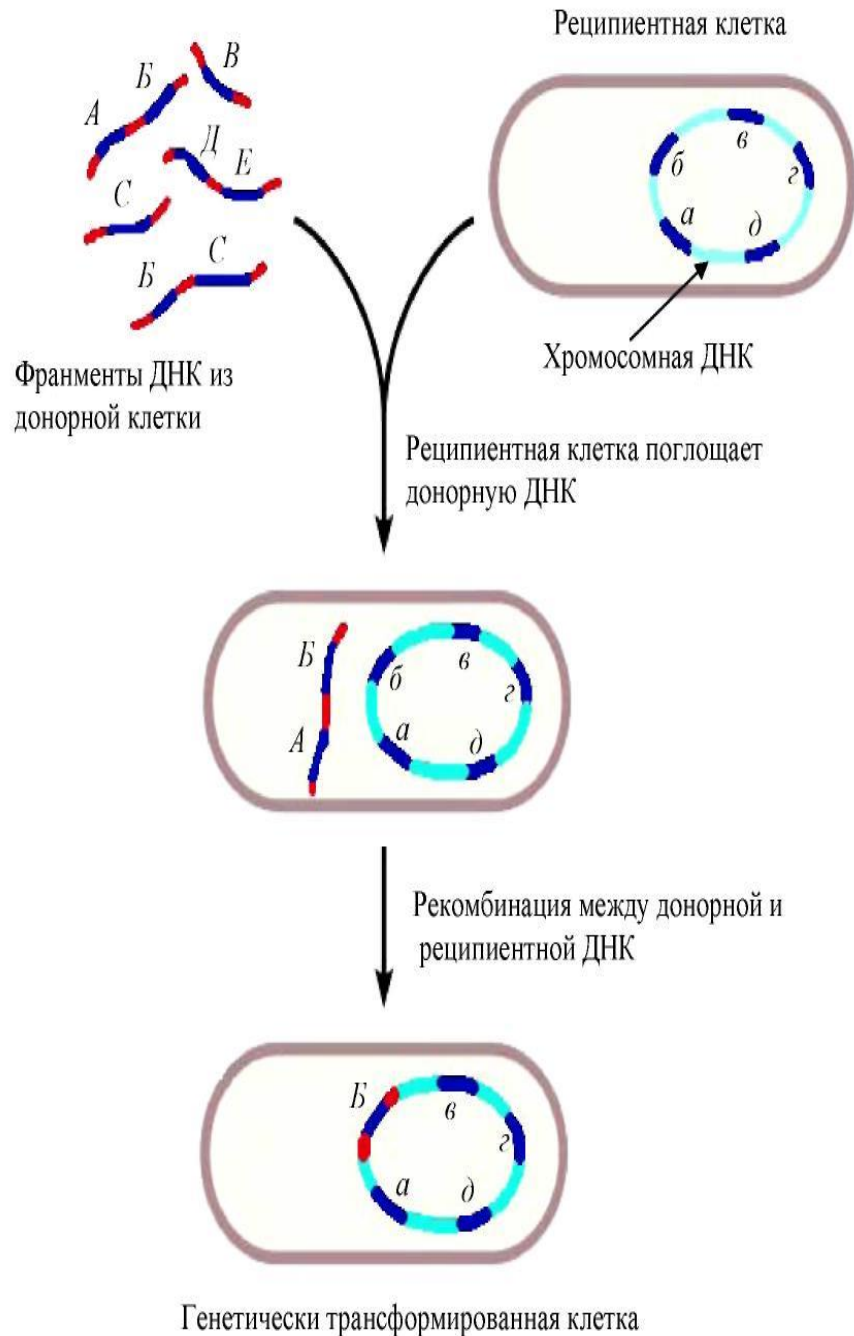 Реципиентная клетка
А
Б
В
Д
Е
С
Б
С
б
в
г
а
д
Хромосомная ДНК
Франменты ДНК из
донорной клетки
Реципиентная клетка поглощает
донорную ДНК
Б
А
б
в
г
а
д
Рекомбинация между донорной и
реципиентной ДНК
Б
в
г
а
д
Генетически трансформированная клетка